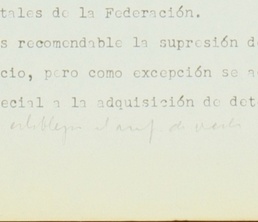 tales de la Federación.
s recomendable la supresión d
cio, pero como excepción se a
ecial a la adquisición de det